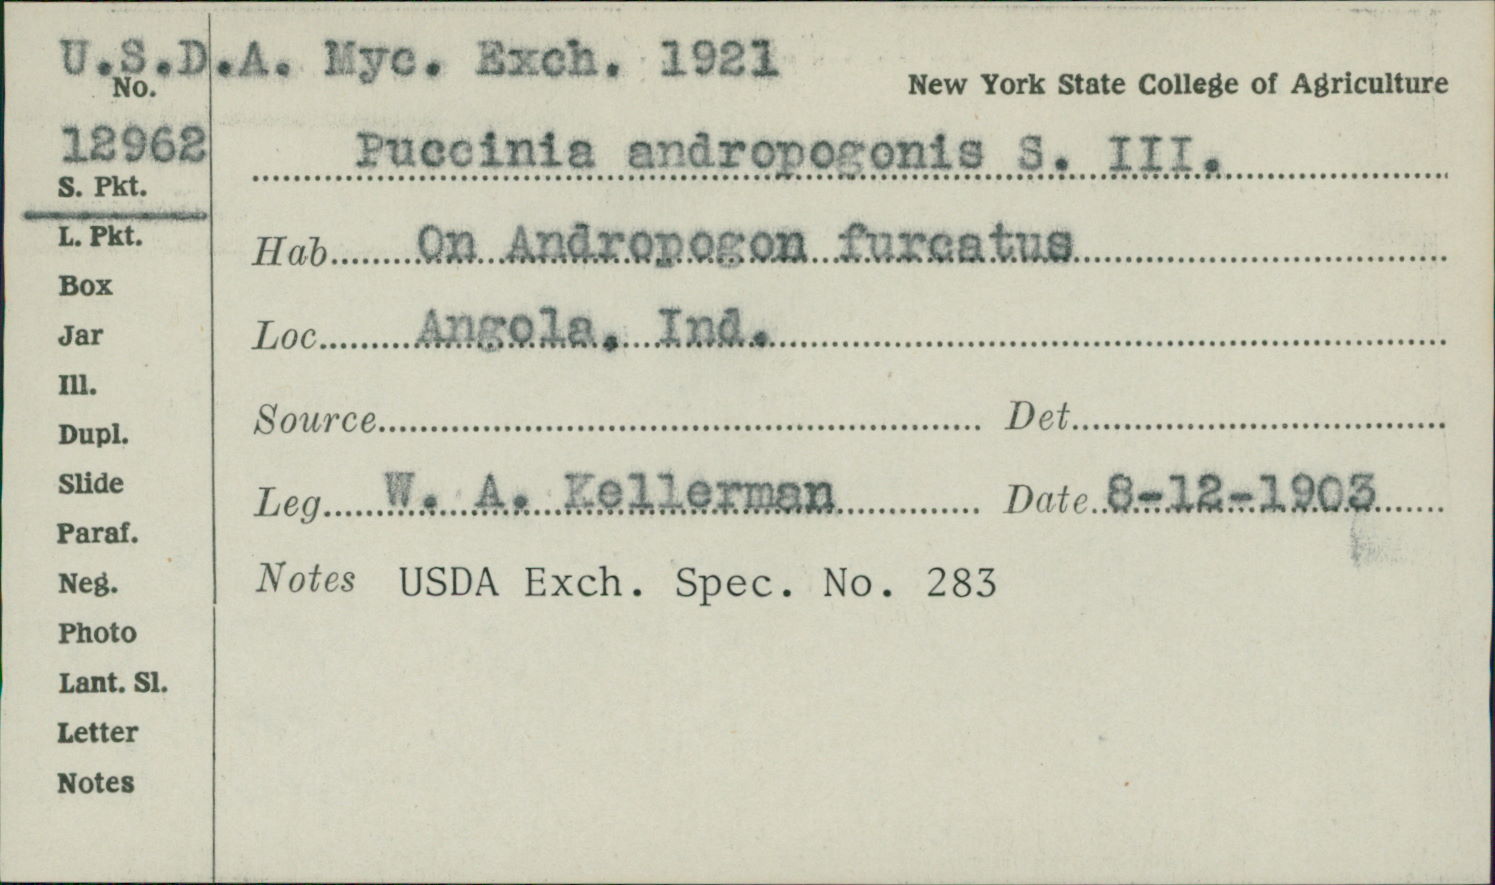 U.S.D.A. Myc. Exch. 1921
No.
New York State College of Agriculture
12962
Puccinia andropogonis S. III.
S. Pkt.
L. Pkt.
Hab. On Andropogon furcatus
Box
Jar
Loc. Angola, Ind.
Ill.
Dupl.
Source Det.
Slide
Leg. W. A. Kellerman Date 8-12-1903
Paraf.
Neg.
Notes USDA Exch. Spec. No. 283
Photo
Lant. Sl.
Letter
Notes